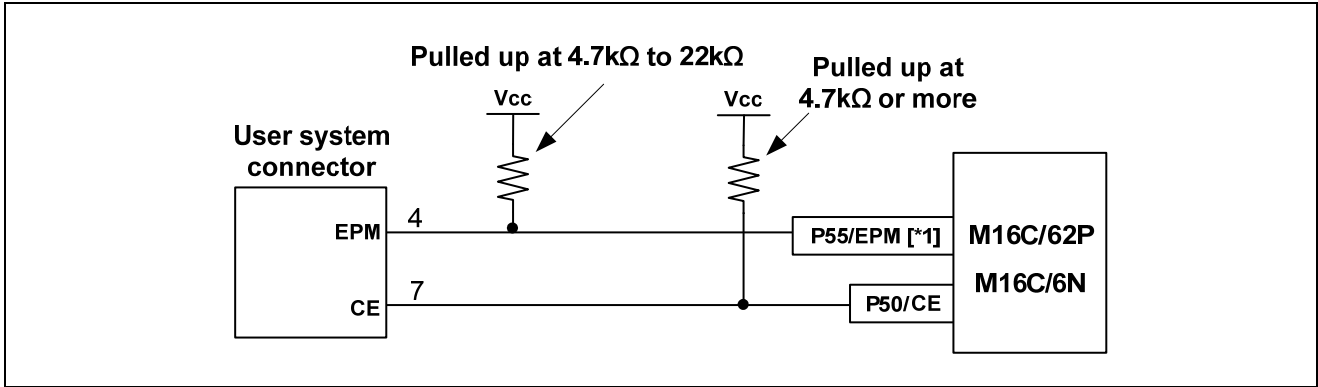 Pulled up at 4.7kΩ to 22kΩ
Pulled up at
4.7kΩ or more
Vcc
Vcc
User system
connector
EPM
4
P55/EPM [*1]
M16C/62P
M16C/6N
CE
7
P50/CE